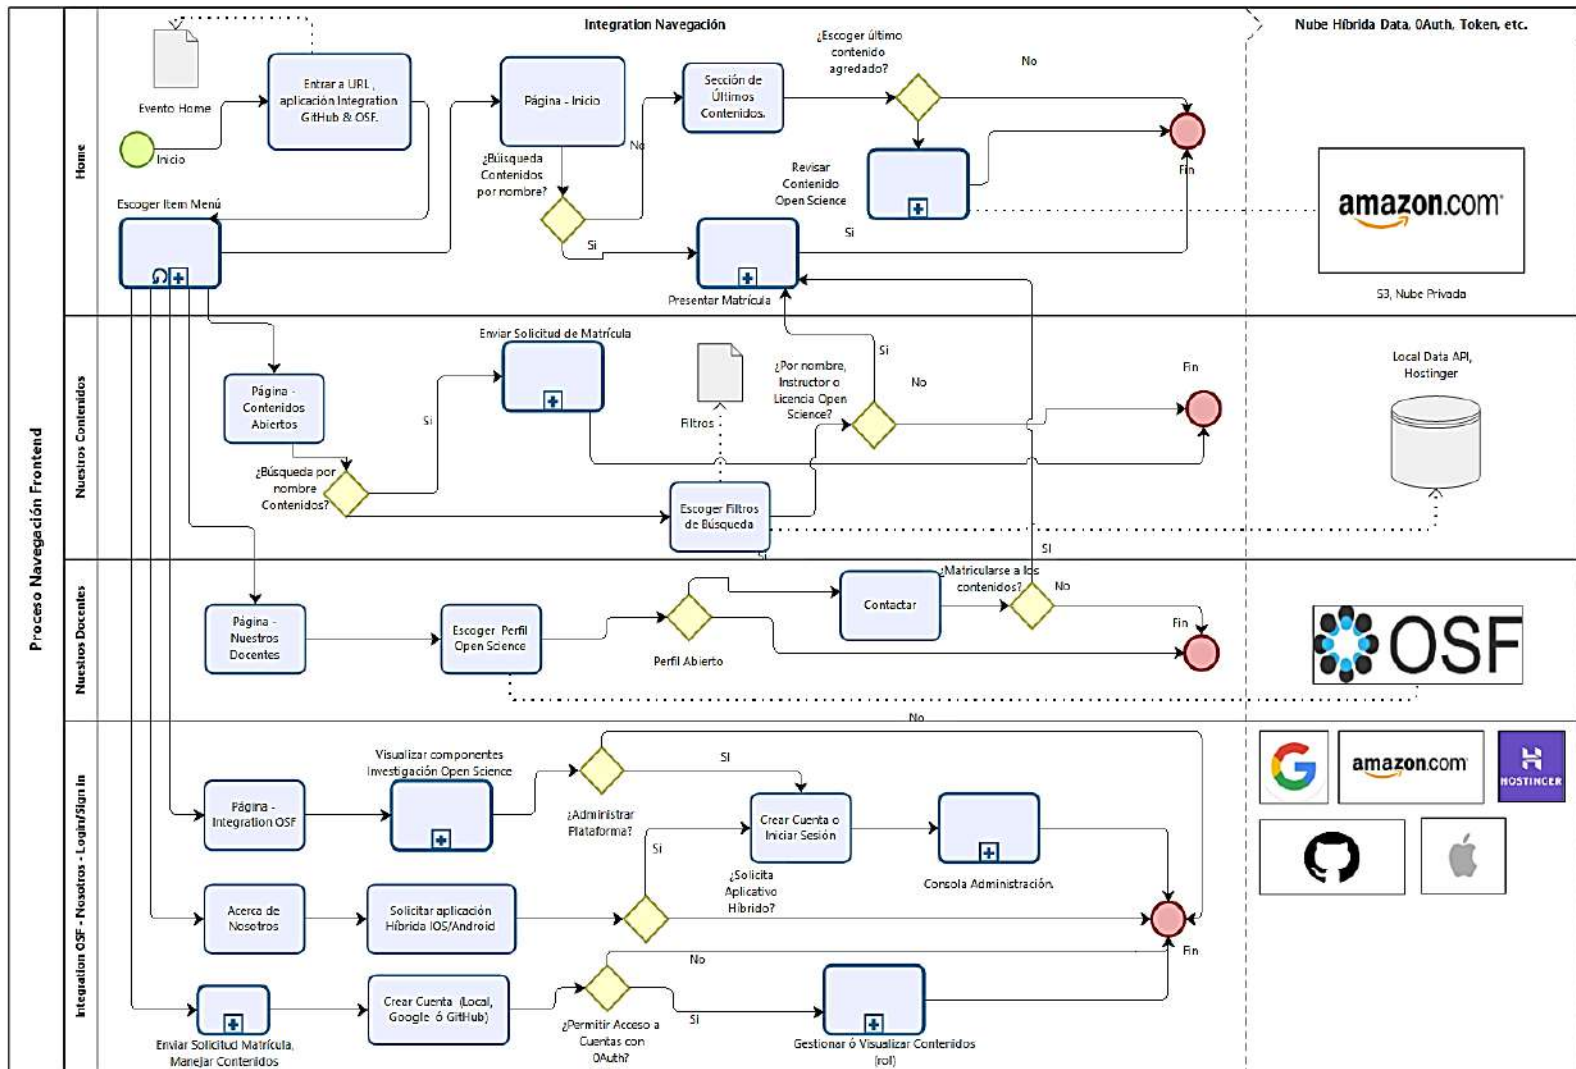 Proceso Navegación Frontend
Integration Navegación
Nube Híbrida Data, 0Auth, Token, etc.
Home
Evento Home
Inicio
Entrar a URL,
aplicación Integration
GitHub & OSF.
Escoger Item Menú
Página - Inicio
¿Búisqueda
Contenidos
por nombre?
No
Si
Sección de
Últimos
Contenidos.
¿Escoger último
contenido
agredado?
No
Revisar
Contenido
Open Science
Si
Fin
Presentar Matrícula
amazon.com
S3, Nube Privada
Nuestros Contenidos
Página -
Contenidos
Abiertos
¿Búsqueda por
nombre
Contenidos?
Si
Enviar Solicitud de Matrícula
Filtros
Escoger Filtros
de Búsqueda
Si
¿Por nombre,
Instructor o
Licencia Open
Science?
Si
No
Fin
Local Data API,
Hostinger
Nuestros Docentes
Página -
Nuestros
Docentes
Escoger Perfil
Open Science
Perfil Abierto
Contactar
¿Matricularse a los
contenidos?
SI
No
Fin
OSF
Integration OSF - Nosotros - Login/Sign In
Página -
Integration OSF
Visualizar componentes
Investigación Open Science
¿Administrar
Plataforma?
No
SI
Crear Cuenta o
Iniciar Sesión
Consola Administración.
Acerca de
Nosotros
Solicitar aplicación
Híbrida IOS/Android
Si
¿Solicita
Aplicativo
Híbrido?
Fin
Enviar Solicitud Matrícula,
Manejar Contenidos
Crear Cuenta (Local,
Google ó GitHub)
¿Permitir Acceso a
Cuentas con
0Auth?
No
Si
Gestionar ó Visualizar Contenidos
(rol)
G
amazon.com
HOSTINGER